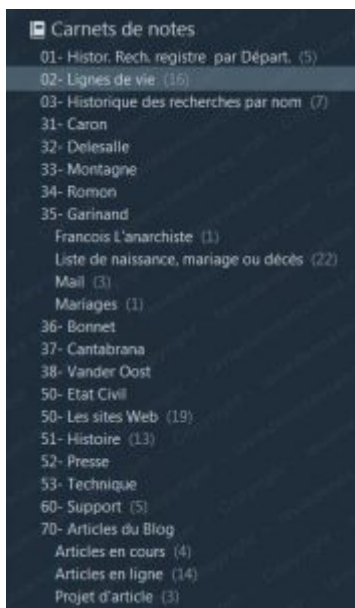 Carnets de notes
01- Histor. Rech. registre par Départ. (5)
02- Lignes de vie (16)
03- Historique des recherches par nom (7)
31- Caron
32- Delesalle
33- Montagne
34- Romon
35- Garinand
Francois L'anarchiste (1)
Liste de naissance, mariage ou décès (22)
Mail (3)
Mariages (1)
36- Bonnet
37- Cantabrana
38- Vander Oost
50- Etat Civil
50- Les sites Web (19)
51- Histoire (13)
52- Presse
53- Technique
60- Support (5)
70- Articles du Blog
Articles en cours (4)
Articles en ligne (14)
Projet d'article (3)